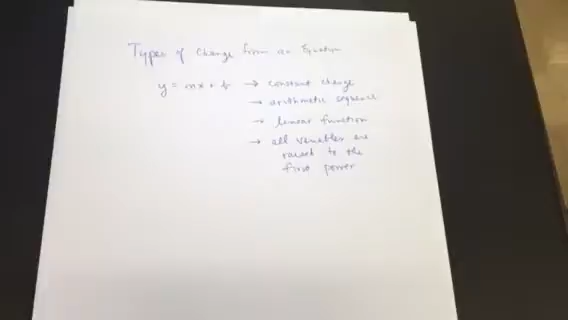 Types of Change from an Equation
y = mx + b → constant change
→ arithmetic sequence
→ linear function
→ all variables are
raised to the
first power